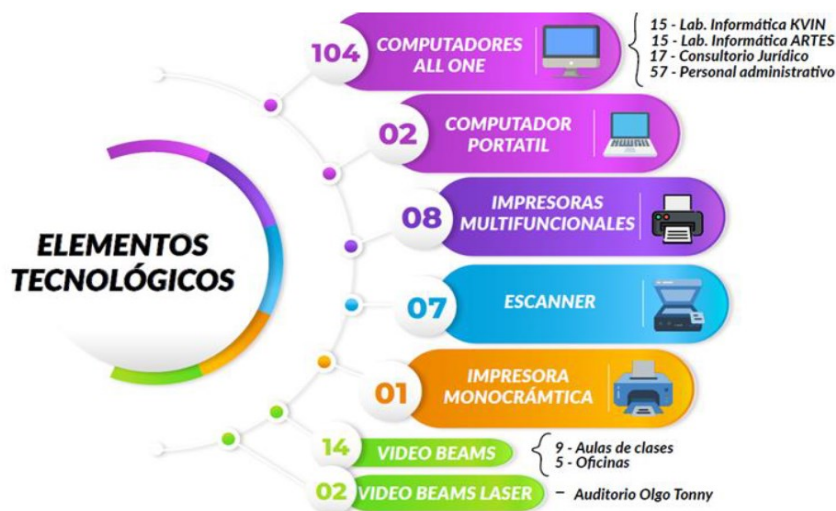 ELEMENTOS
TECNOLÓGICOS
104
COMPUTADORES
ALL ONE
15 - Lab. Informática KVIN
15 - Lab. Informática ARTES
17 - Consultorio Jurídico
57 - Personal administrativo
02
COMPUTADOR
PORTATIL
08
IMPRESORAS
MULTIFUNCIONALES
07
ESCANNER
01
IMPRESORA
MONOCRÁMTICA
14
VIDEO BEAMS
9 - Aulas de clases
5 - Oficinas
02
VIDEO BEAMS LASER
– Auditorio Olgo Tonny